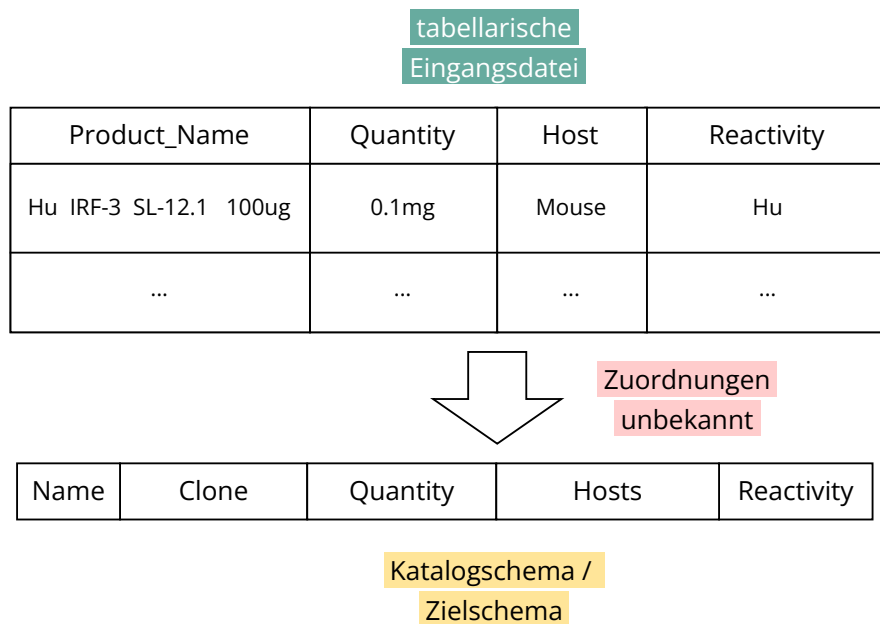 tabellarische
Eingangsdatei
Product_Name Quantity Host Reactivity
Hu IRF-3 SL-12.1 100ug 0.1mg Mouse Hu
... ... ... ...
Zuordnungen
unbekannt
Name Clone Quantity Hosts Reactivity
Katalogschema /
Zielschema